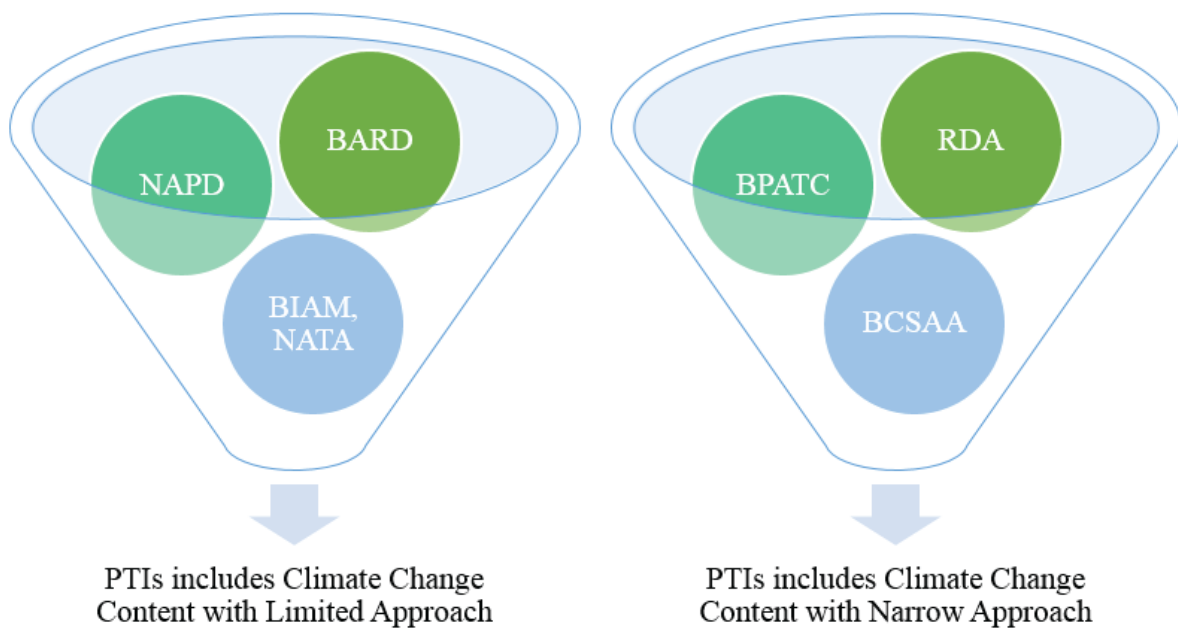 NAPD
BARD
BIAM,
NATA
PTIs includes Climate Change
Content with Limited Approach
BPATC
RDA
BCSAA
PTIs includes Climate Change
Content with Narrow Approach